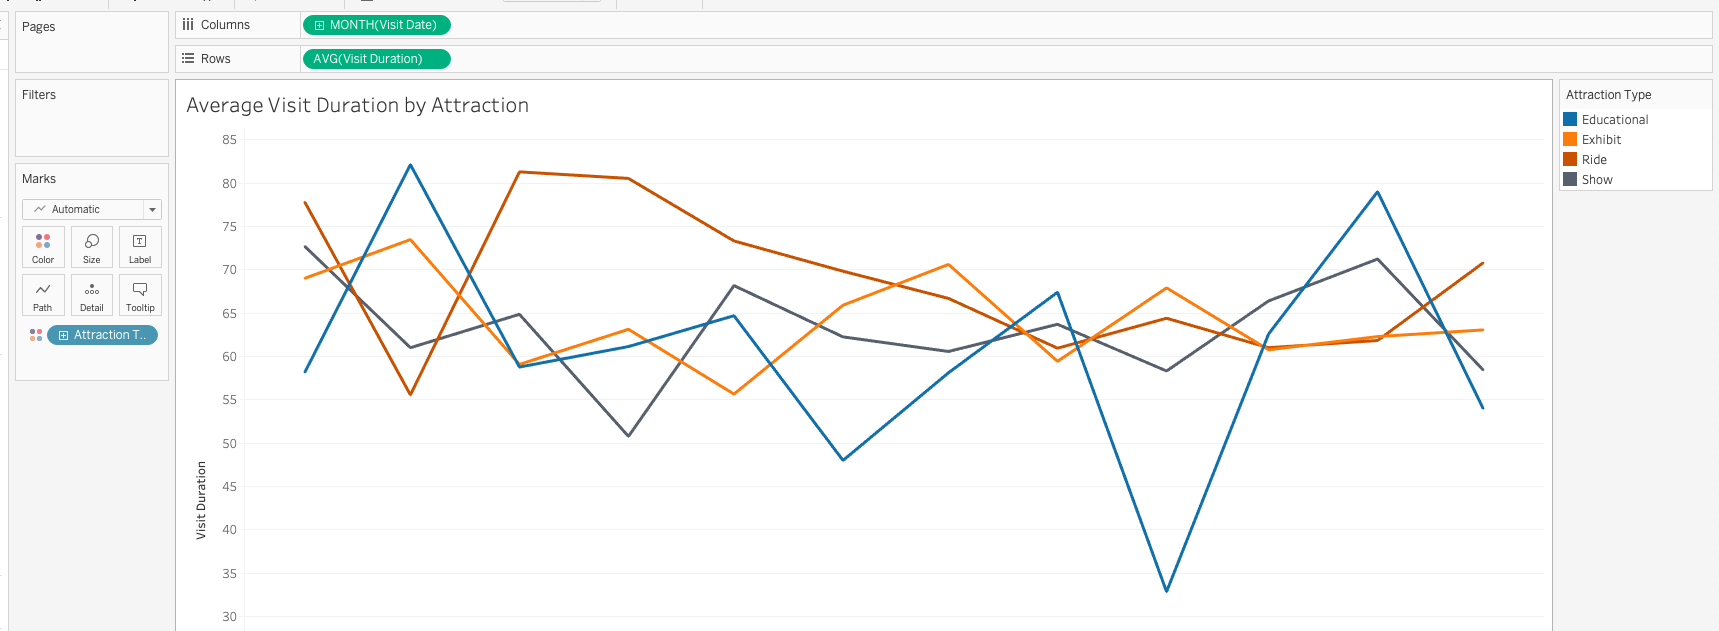 Pages
Columns
MONTH(Visit Date)
Rows
AVG(Visit Duration)
Filters
Marks
Automatic
Color
Size
Label
Path
Detail
Tooltip
Attraction T..
Average Visit Duration by Attraction
85
80
75
70
65
60
55
50
45
40
35
30
Visit Duration
Attraction Type
Educational
Exhibit
Ride
Show